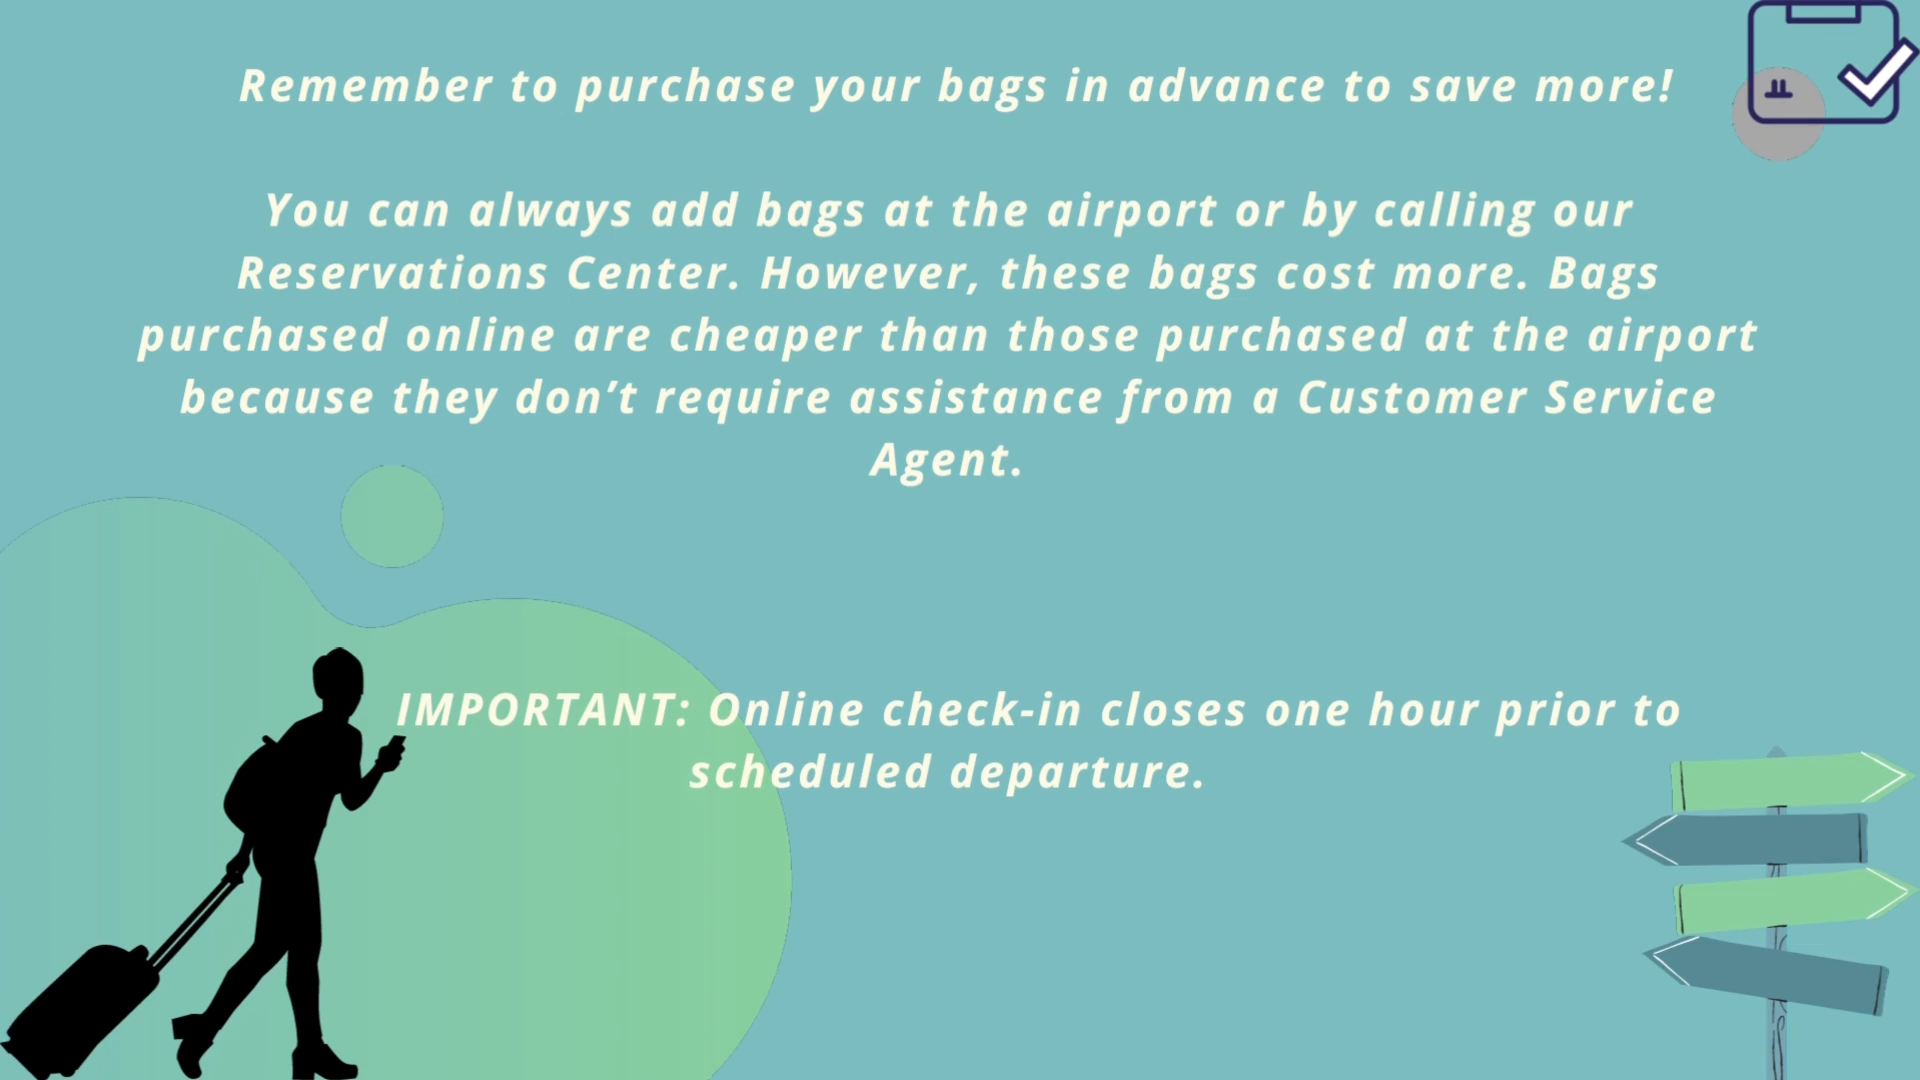 Remember to purchase your bags in advance to save more!
You can always add bags at the airport or by calling our
Reservations Center. However, these bags cost more. Bags
purchased online are cheaper than those purchased at the airport
because they don’t require assistance from a Customer Service
Agent.
IMPORTANT: Online check-in closes one hour prior to
scheduled departure.